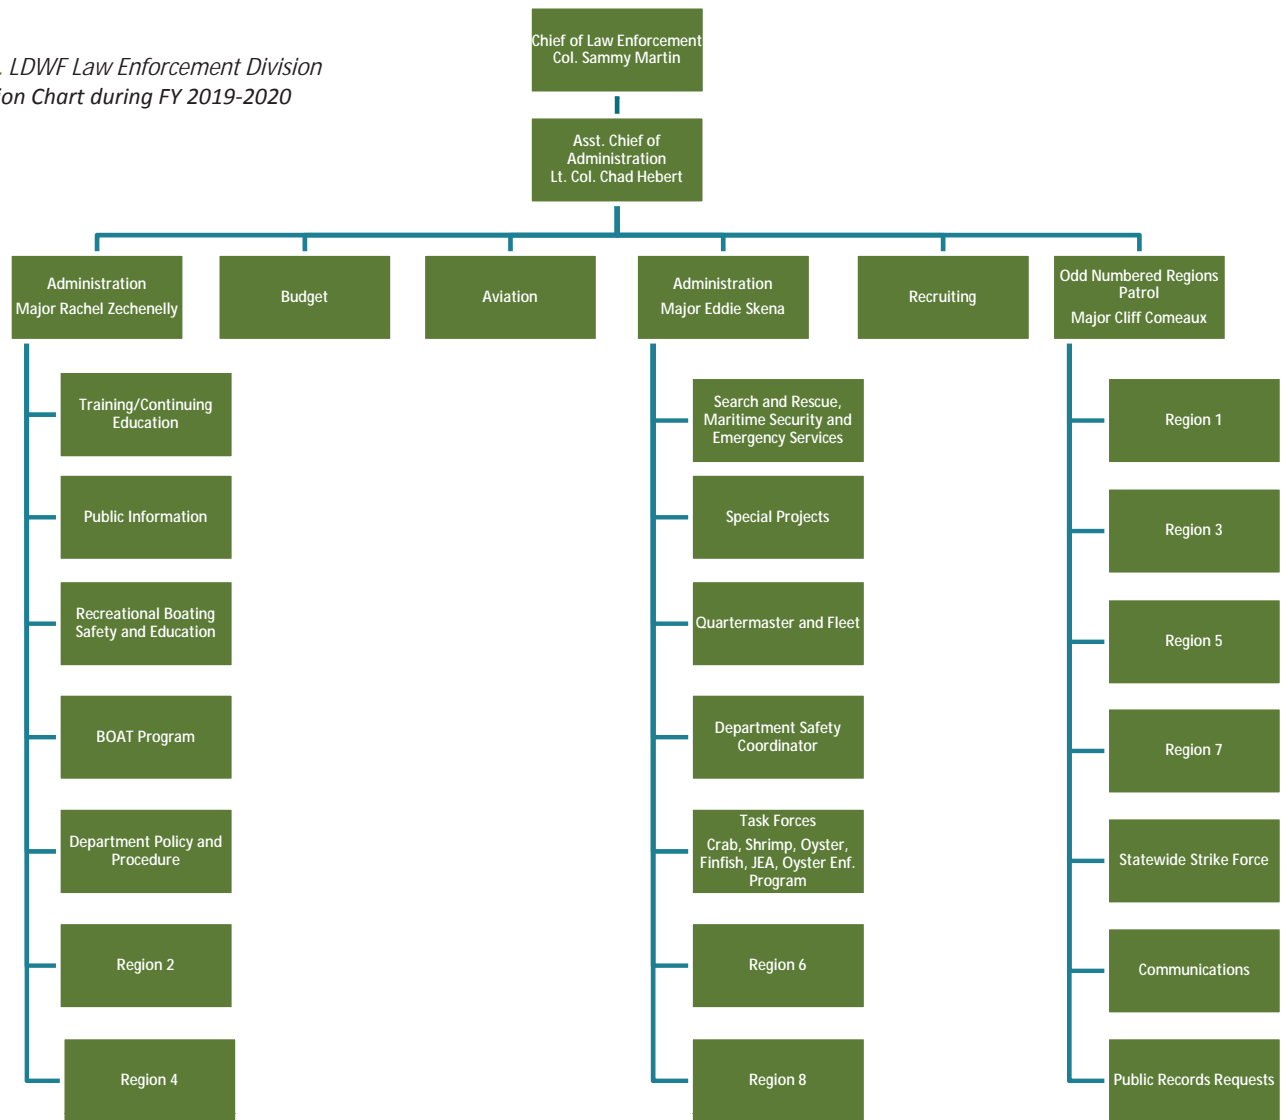 Chief of Law Enforcement
Col. Sammy Martin
. LDWF Law Enforcement Division
ion Chart during FY 2019-2020
Asst. Chief of
Administration
Lt. Col. Chad Hebert
Administration
Major Rachel Zechenelly
Budget
Aviation
Administration
Major Eddie Skena
Recruiting
Odd Numbered Regions
Patrol
Major Cliff Comeaux
Training/Continuing
Education
Public Information
Recreational Boating
Safety and Education
BOAT Program
Department Policy and
Procedure
Region 2
Region 4
Search and Rescue,
Maritime Security and
Emergency Services
Special Projects
Quartermaster and Fleet
Department Safety
Coordinator
Task Forces
Crab, Shrimp, Oyster,
Finfish, JEA, Oyster Enf.
Program
Region 6
Region 8
Region 1
Region 3
Region 5
Region 7
Statewide Strike Force
Communications
Public Records Requests